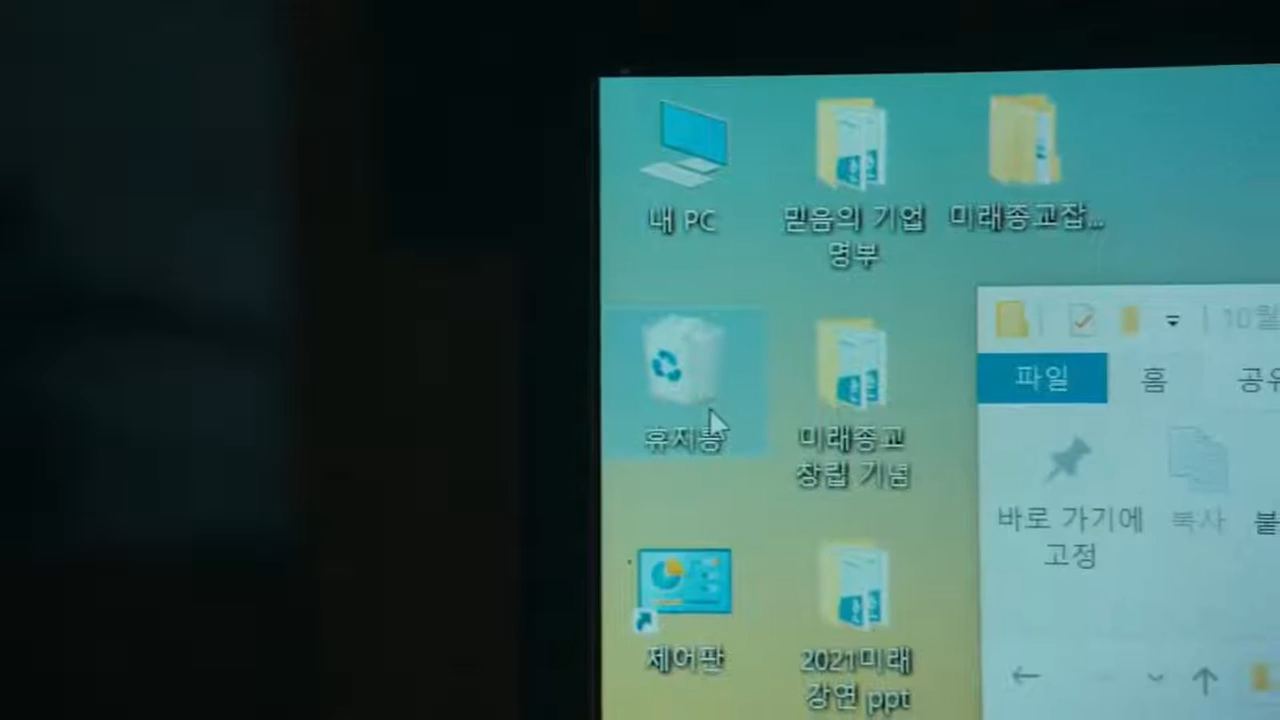 내 PC
믿음의 기업
명부
미래종고잡...
휴지통
미래종고
창립 기념
제어판
2021미래
강연 ppt
10월
파일
홈
공유
바로 가기에
고정
복사
붙